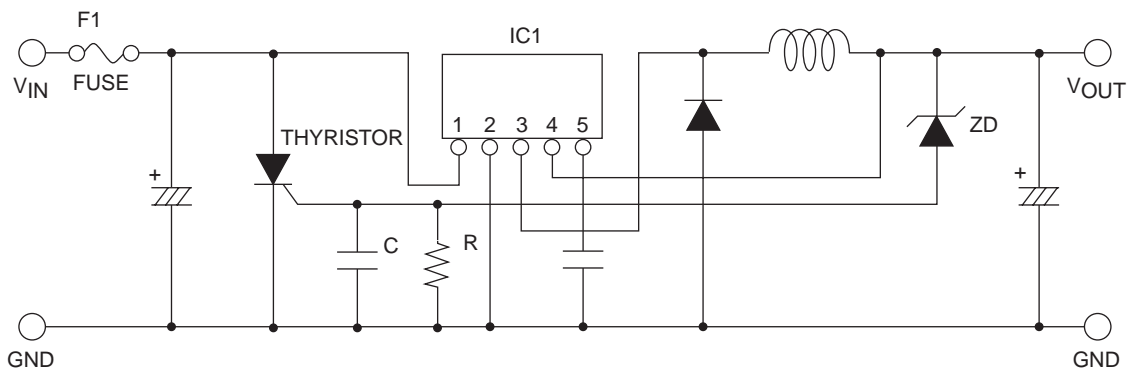 F1
IC1
VIN
FUSE
VOUT
1 2 3 4 5
ZD
THYRISTOR
+
+
C
R
GND
GND